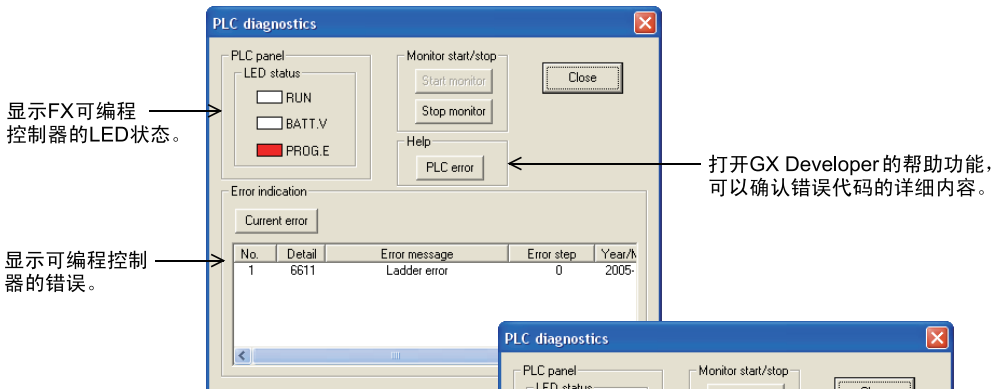 PLC diagnostics
PLC panel
LED status
RUN
BATT.V
PROG.E
Monitor start/stop
Start monitor
Stop monitor
Close
Help
PLC error
显示FX可编程
控制器的LED状态。
打开GX Developer的帮助功能，
可以确认错误代码的详细内容。
Error indication
Current error
No. Detail Error message Error step
1 6611 Ladder error 0 2005-
显示可编程控制
器的错误。
PLC diagnostics
PLC panel
LED status
Monitor start/stop